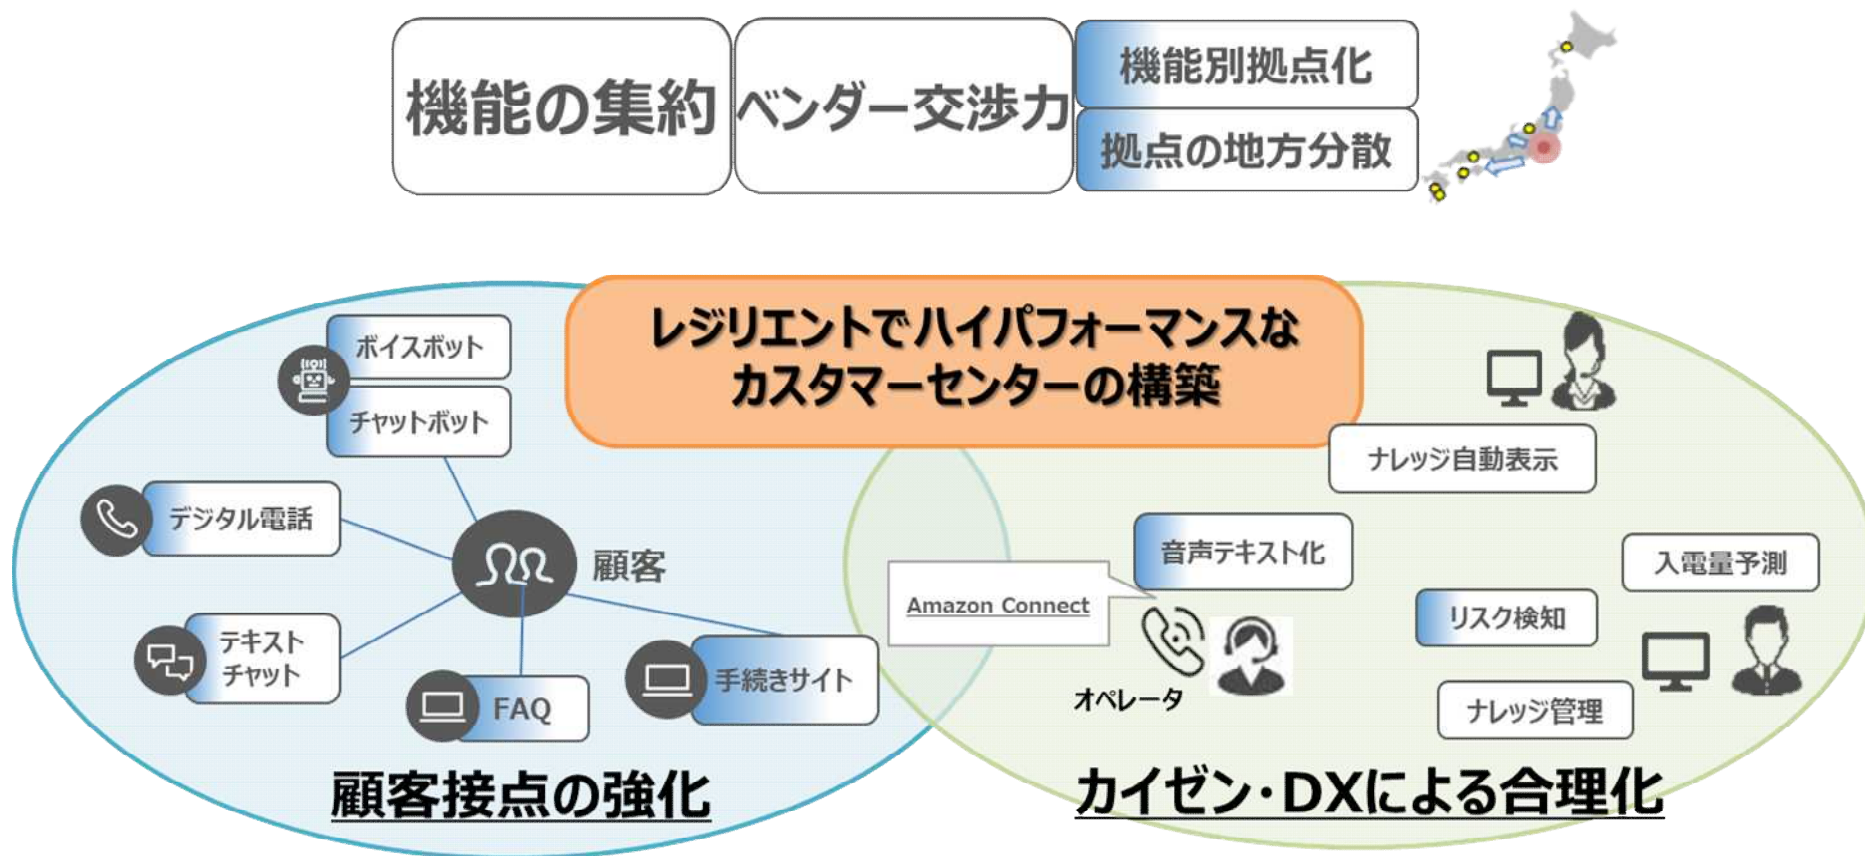 機能の集約
ベンダー交渉力
機能別拠点化
拠点の地方分散
レジリエントでハイパフォーマンスな
カスタマーセンターの構築
ボイスボット
チャットボット
デジタル電話
顧客
テキスト
チャット
FAQ
手続きサイト
顧客接点の強化
ナレッジ自動表示
音声テキスト化
Amazon Connect
オペレータ
入電量予測
リスク検知
ナレッジ管理
カイゼン・DXによる合理化